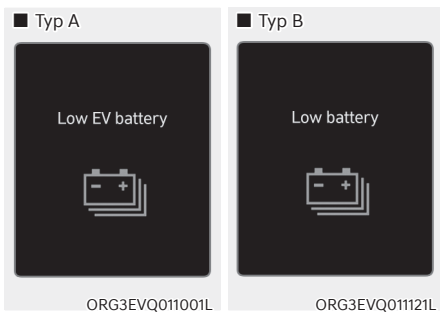 ■ Typ A
Low EV battery
ORG3EVQ011001L
■ Typ B
Low battery
ORG3EVQ011121L